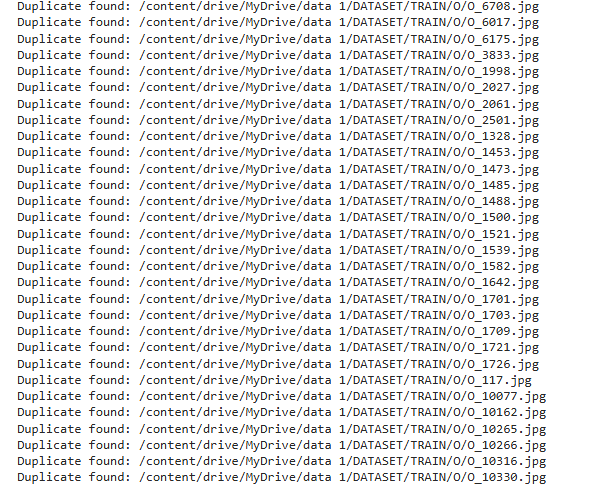 Duplicate found: /content/drive/MyDrive/data 1/DATASET/TRAIN/O/O_6708.jpg
Duplicate found: /content/drive/MyDrive/data 1/DATASET/TRAIN/O/O_6017.jpg
Duplicate found: /content/drive/MyDrive/data 1/DATASET/TRAIN/O/O_6175.jpg
Duplicate found: /content/drive/MyDrive/data 1/DATASET/TRAIN/O/O_3833.jpg
Duplicate found: /content/drive/MyDrive/data 1/DATASET/TRAIN/O/O_1998.jpg
Duplicate found: /content/drive/MyDrive/data 1/DATASET/TRAIN/O/O_2027.jpg
Duplicate found: /content/drive/MyDrive/data 1/DATASET/TRAIN/O/O_2061.jpg
Duplicate found: /content/drive/MyDrive/data 1/DATASET/TRAIN/O/O_2501.jpg
Duplicate found: /content/drive/MyDrive/data 1/DATASET/TRAIN/O/O_1328.jpg
Duplicate found: /content/drive/MyDrive/data 1/DATASET/TRAIN/O/O_1453.jpg
Duplicate found: /content/drive/MyDrive/data 1/DATASET/TRAIN/O/O_1473.jpg
Duplicate found: /content/drive/MyDrive/data 1/DATASET/TRAIN/O/O_1485.jpg
Duplicate found: /content/drive/MyDrive/data 1/DATASET/TRAIN/O/O_1488.jpg
Duplicate found: /content/drive/MyDrive/data 1/DATASET/TRAIN/O/O_1500.jpg
Duplicate found: /content/drive/MyDrive/data 1/DATASET/TRAIN/O/O_1521.jpg
Duplicate found: /content/drive/MyDrive/data 1/DATASET/TRAIN/O/O_1539.jpg
Duplicate found: /content/drive/MyDrive/data 1/DATASET/TRAIN/O/O_1582.jpg
Duplicate found: /content/drive/MyDrive/data 1/DATASET/TRAIN/O/O_1642.jpg
Duplicate found: /content/drive/MyDrive/data 1/DATASET/TRAIN/O/O_1701.jpg
Duplicate found: /content/drive/MyDrive/data 1/DATASET/TRAIN/O/O_1703.jpg
Duplicate found: /content/drive/MyDrive/data 1/DATASET/TRAIN/O/O_1709.jpg
Duplicate found: /content/drive/MyDrive/data 1/DATASET/TRAIN/O/O_1721.jpg
Duplicate found: /content/drive/MyDrive/data 1/DATASET/TRAIN/O/O_1726.jpg
Duplicate found: /content/drive/MyDrive/data 1/DATASET/TRAIN/O/O_117.jpg
Duplicate found: /content/drive/MyDrive/data 1/DATASET/TRAIN/O/O_10077.jpg
Duplicate found: /content/drive/MyDrive/data 1/DATASET/TRAIN/O/O_10162.jpg
Duplicate found: /content/drive/MyDrive/data 1/DATASET/TRAIN/O/O_10265.jpg
Duplicate found: /content/drive/MyDrive/data 1/DATASET/TRAIN/O/O_10266.jpg
Duplicate found: /content/drive/MyDrive/data 1/DATASET/TRAIN/O/O_10316.jpg
Duplicate found: /content/drive/MyDrive/data 1/DATASET/TRAIN/O/O_10330.jpg